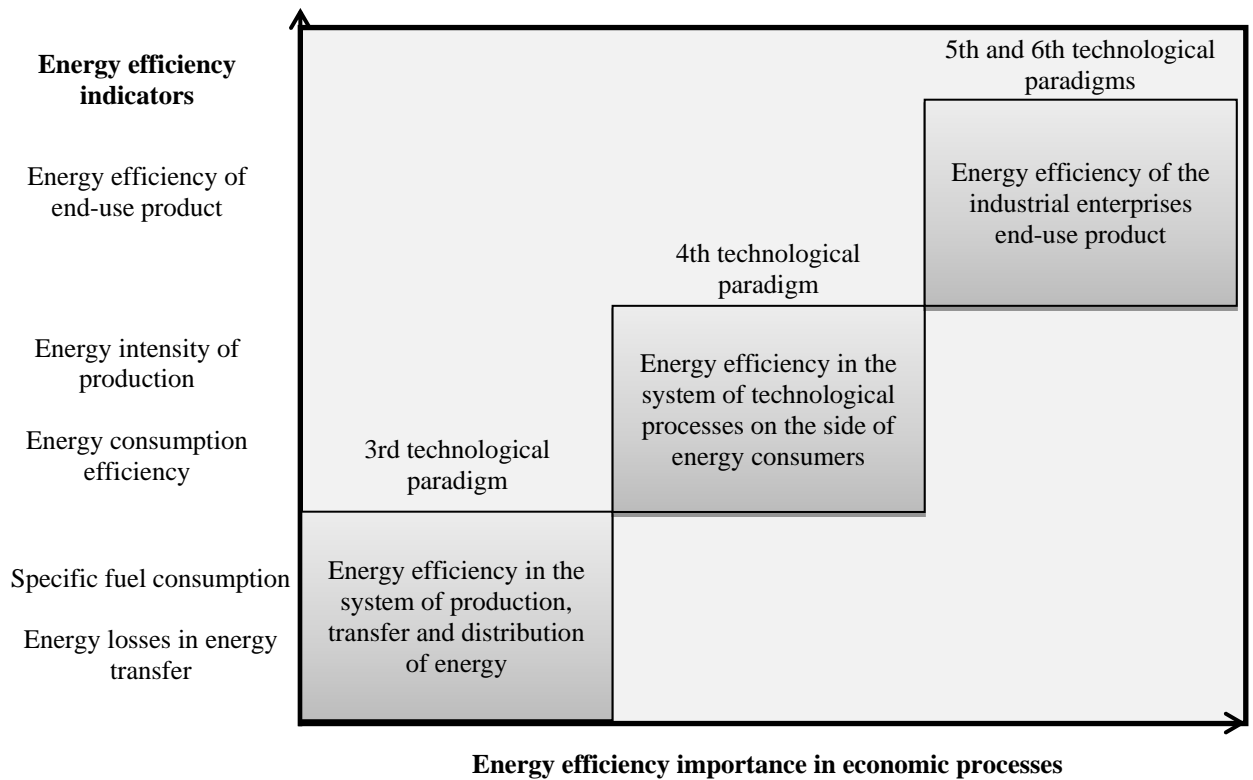 Energy efficiency
indicators
Energy efficiency of
end-use product
Energy intensity of
production
Energy consumption
efficiency
Specific fuel consumption
Energy losses in energy
transfer
5th and 6th technological
paradigms
Energy efficiency of the
industrial enterprises
end-use product
4th technological
paradigm
Energy efficiency in the
system of technological
processes on the side of
energy consumers
3rd technological
paradigm
Energy efficiency in the
system of production,
transfer and distribution
of energy
Energy efficiency importance in economic processes